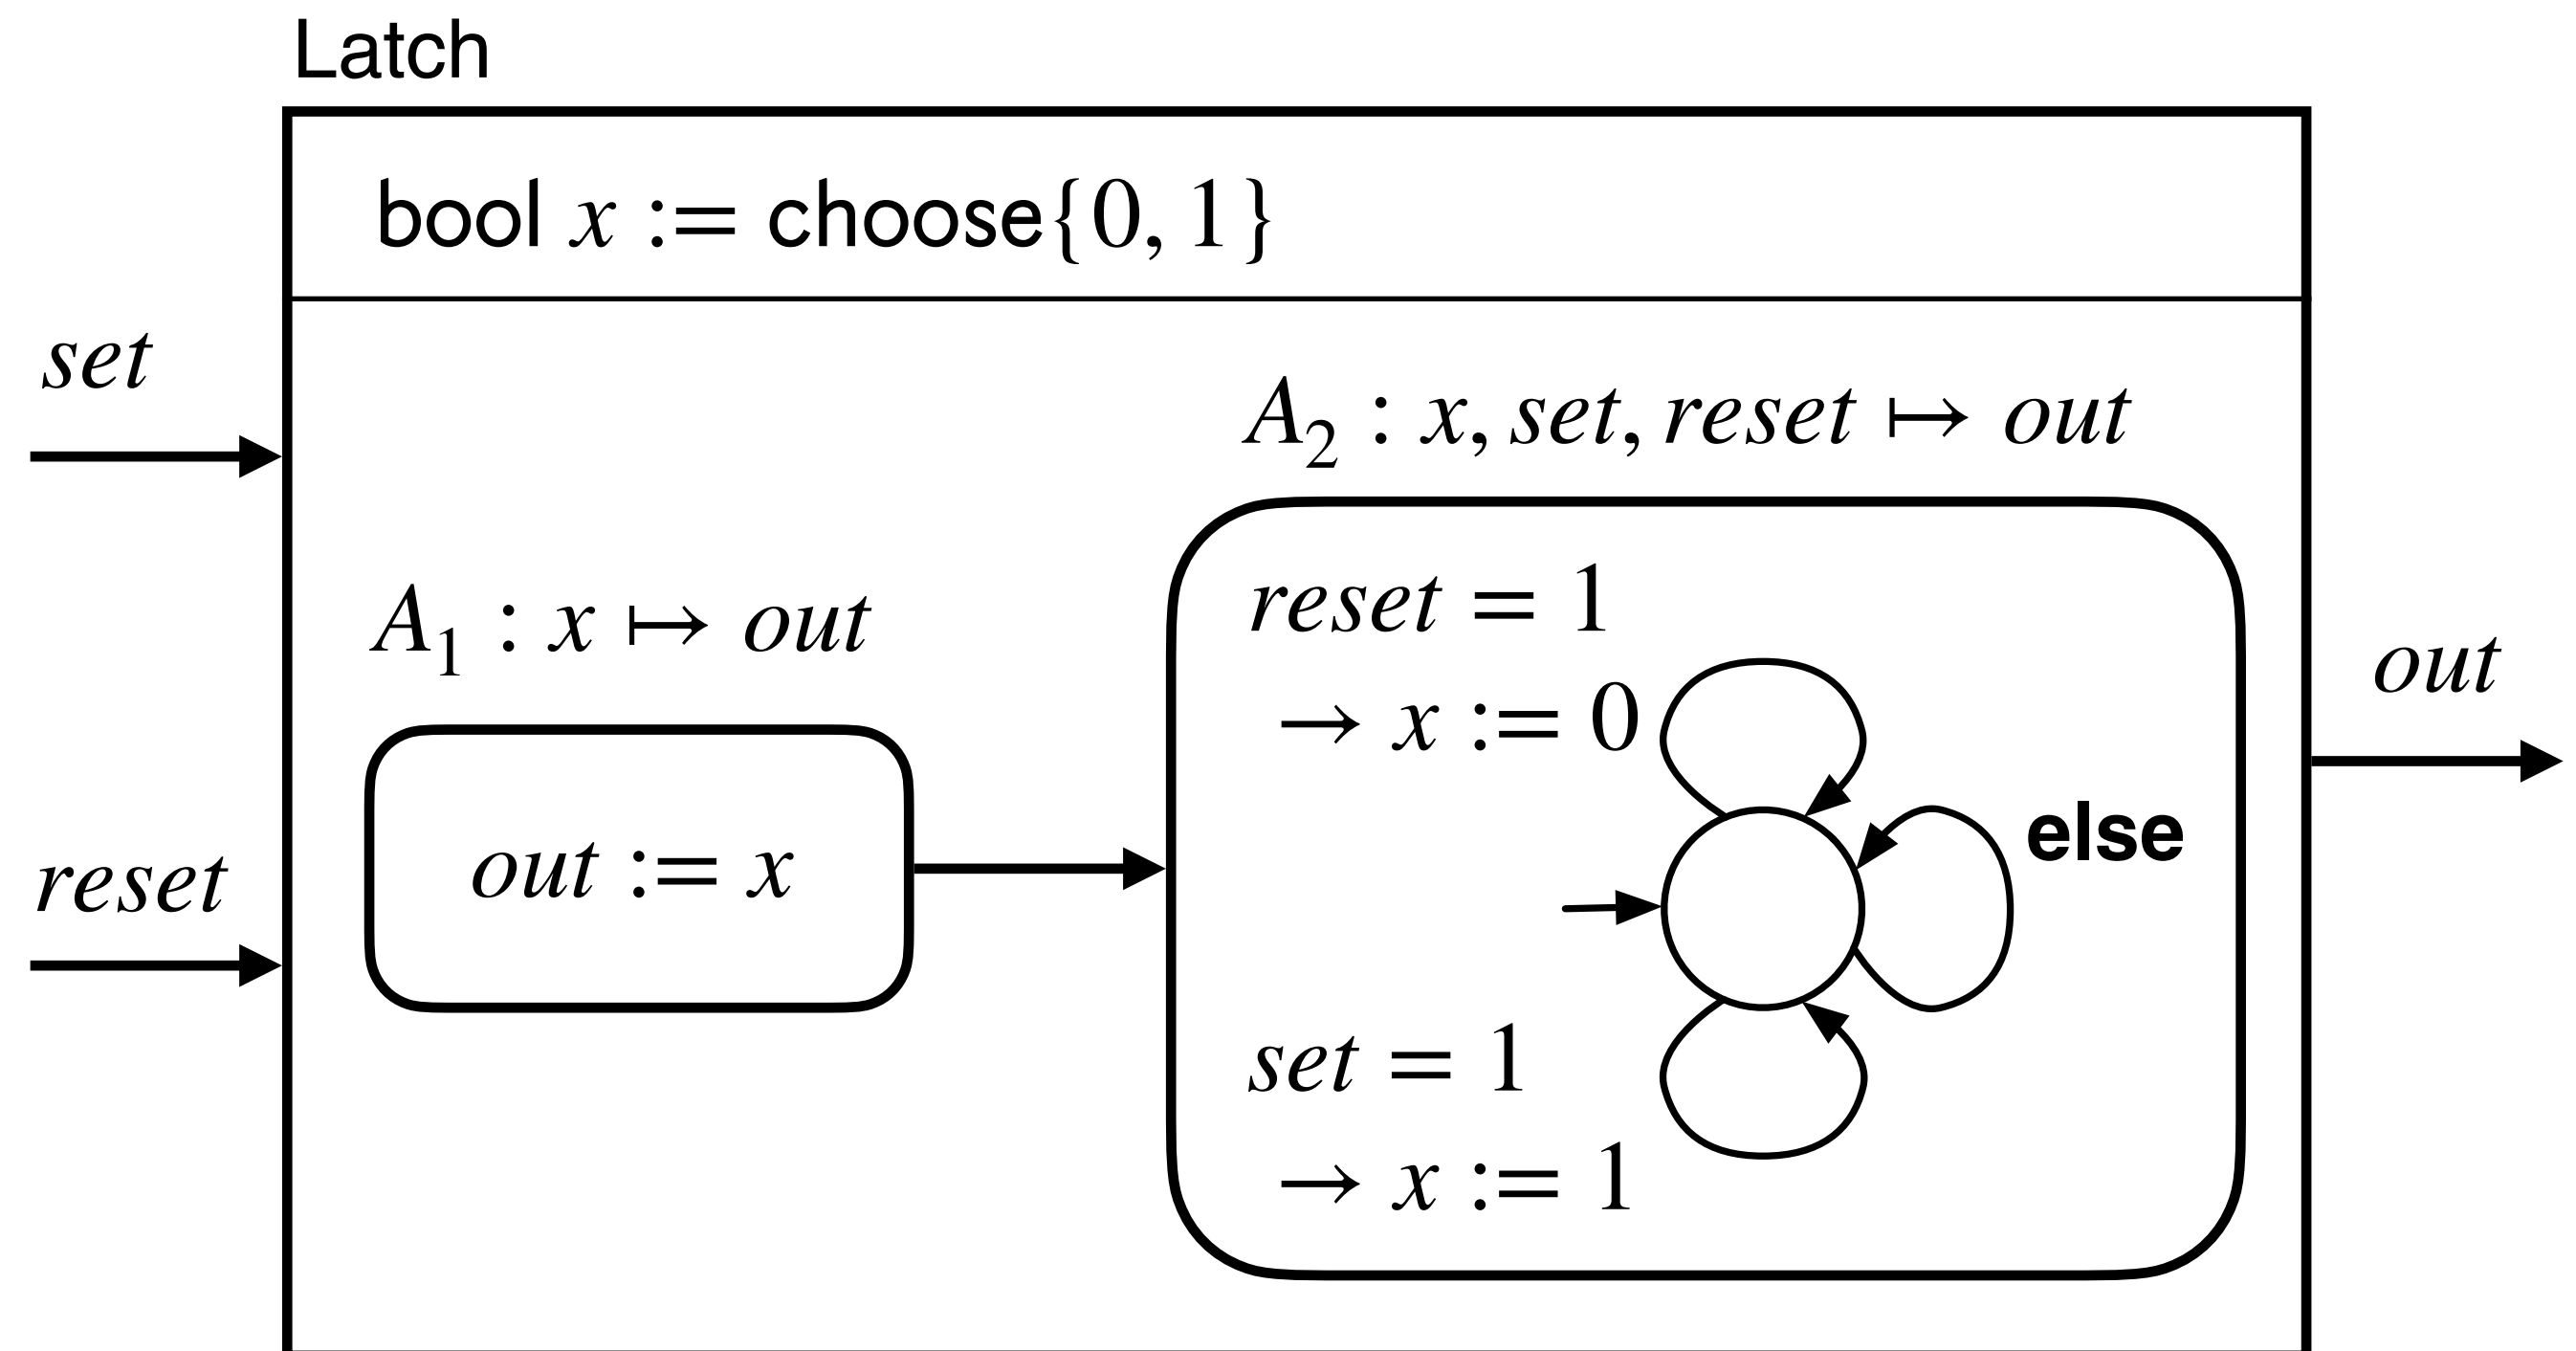 Latch
bool x := choose{0, 1}
set
A₂ : x, set, reset ↦ out
A₁ : x ↦ out
reset = 1
→ x := 0
out
else
out := x
reset
set = 1
→ x := 1